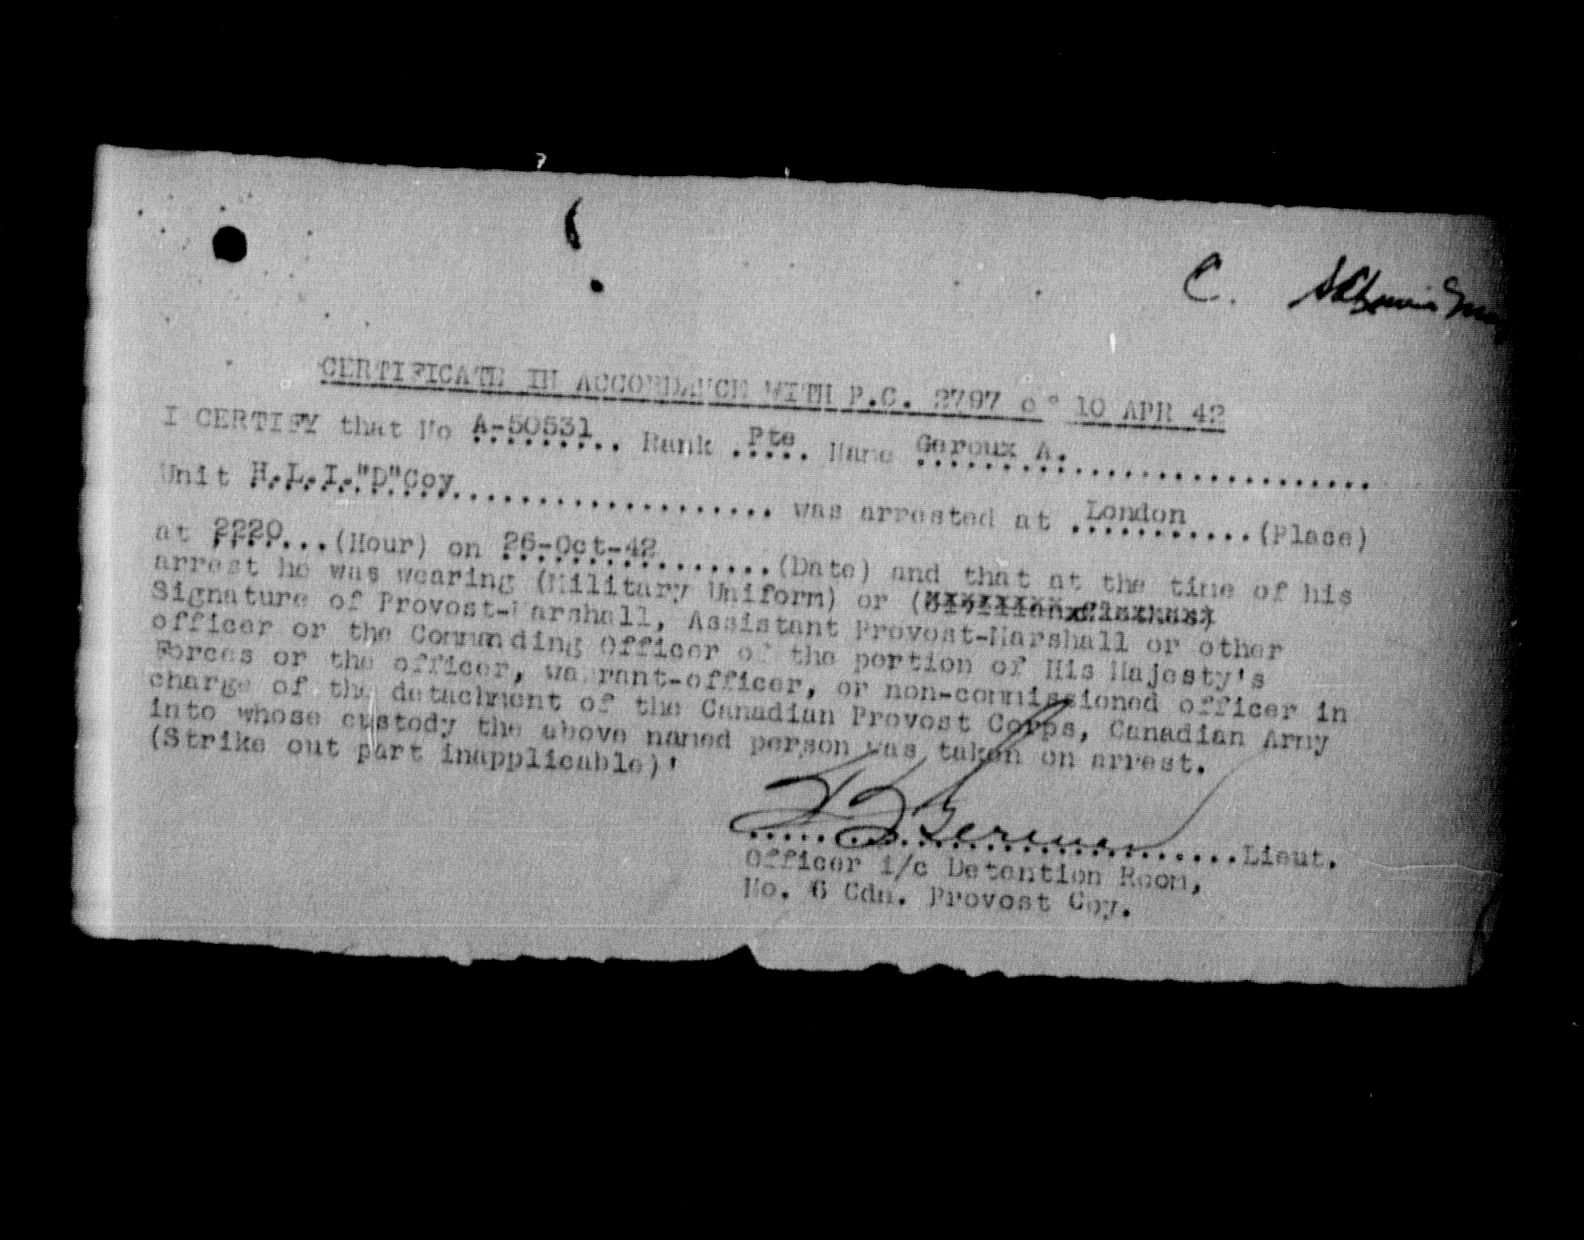 C.
CERTIFICATE IN ACCORDANCE WITH P.C. 2797 of 10 APR 42
I CERTIFY that No A-50531 Rank Pte Name Geroux A.
Unit H.L.I."D"Coy was arrested at London (Place)
at 2220 (Hour) on 26-Oct-42 (Date) and that at the time of his
arrest he was wearing (Military Uniform) or (Civilian Clothes)
Signature of Provost-Marshall, Assistant Provost-Marshall or other
officer or the Commanding Officer of the portion of His Majesty's
Forces or the officer, warrant-officer, or non-commissioned officer in
charge of the detachment of the Canadian Provost Corps, Canadian Army
into whose custody the above named person was taken on arrest.
(Strike out part inapplicable)'
Lieut.
Officer i/c Detention Room,
No. 6 Cdn. Provost Coy.